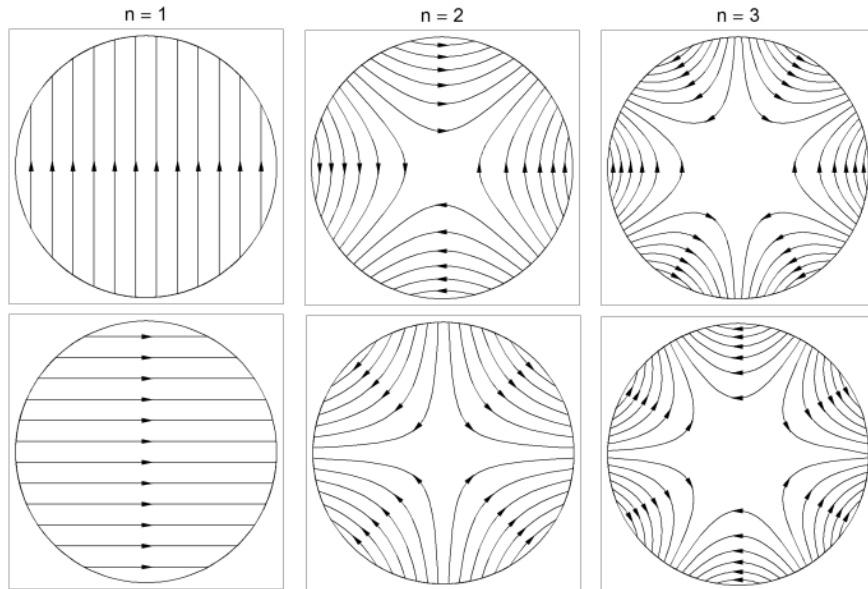 n = 1
n = 2
n = 3